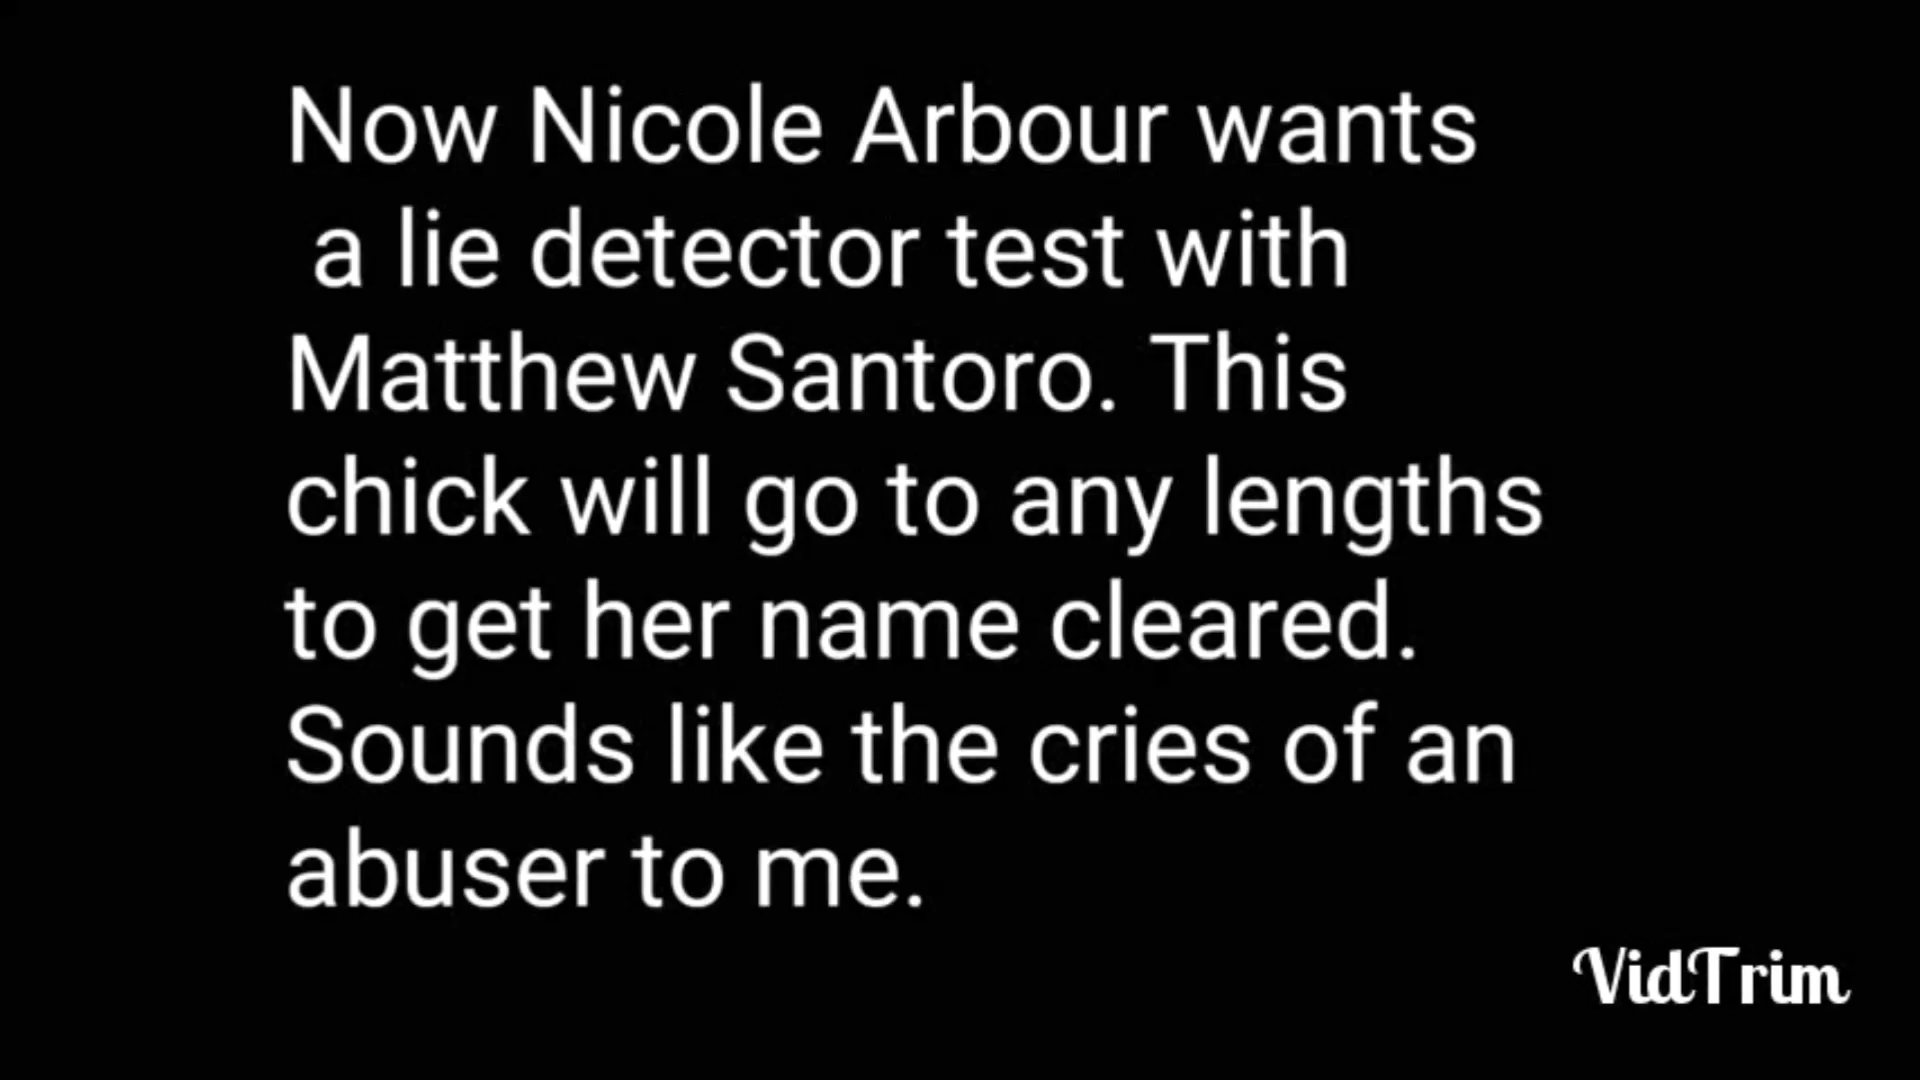 Now Nicole Arbour wants
a lie detector test with
Matthew Santoro. This
chick will go to any lengths
to get her name cleared.
Sounds like the cries of an
abuser to me.
VidTrim